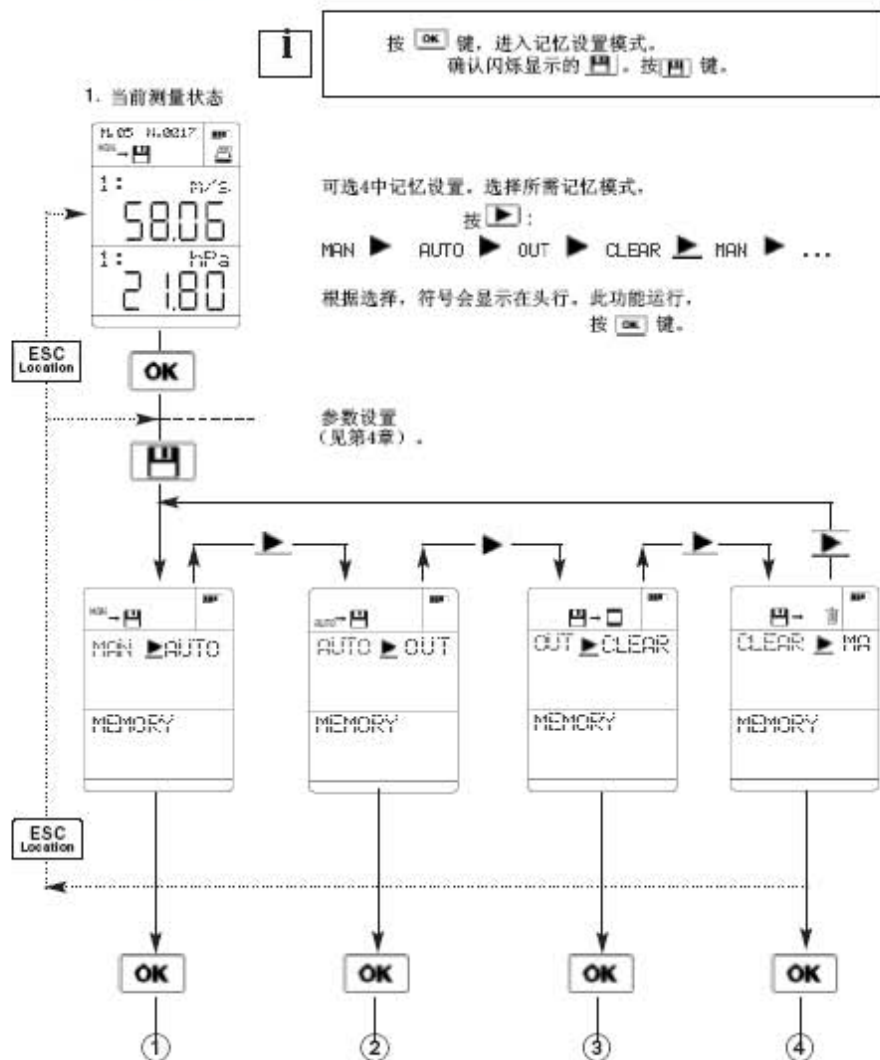 i
按 OK 键，进入记忆设置模式。
确认闪烁显示的 。按 键。
1. 当前测量状态
M.05 N.0217
MAN →
1: m/s
58.06
1: hPa
21.80
可选4中记忆设置，选择所需记忆模式，
按 ▶ :
MAN ▶ AUTO ▶ OUT ▶ CLEAR ▶ MAN ▶ ...
根据选择，符号会显示在头行。此功能运行，
按 OK 键。
ESC
Location
OK
参数设置
（见第4章）。
▶ ▶ ▶ ▶
MAN →
MAN ▶ AUTO
MEMORY
AUTO →
AUTO ▶ OUT
MEMORY
→
OUT ▶ CLEAR
MEMORY
→
CLEAR ▶ MA
MEMORY
ESC
Location
OK OK OK OK
① ② ③ ④